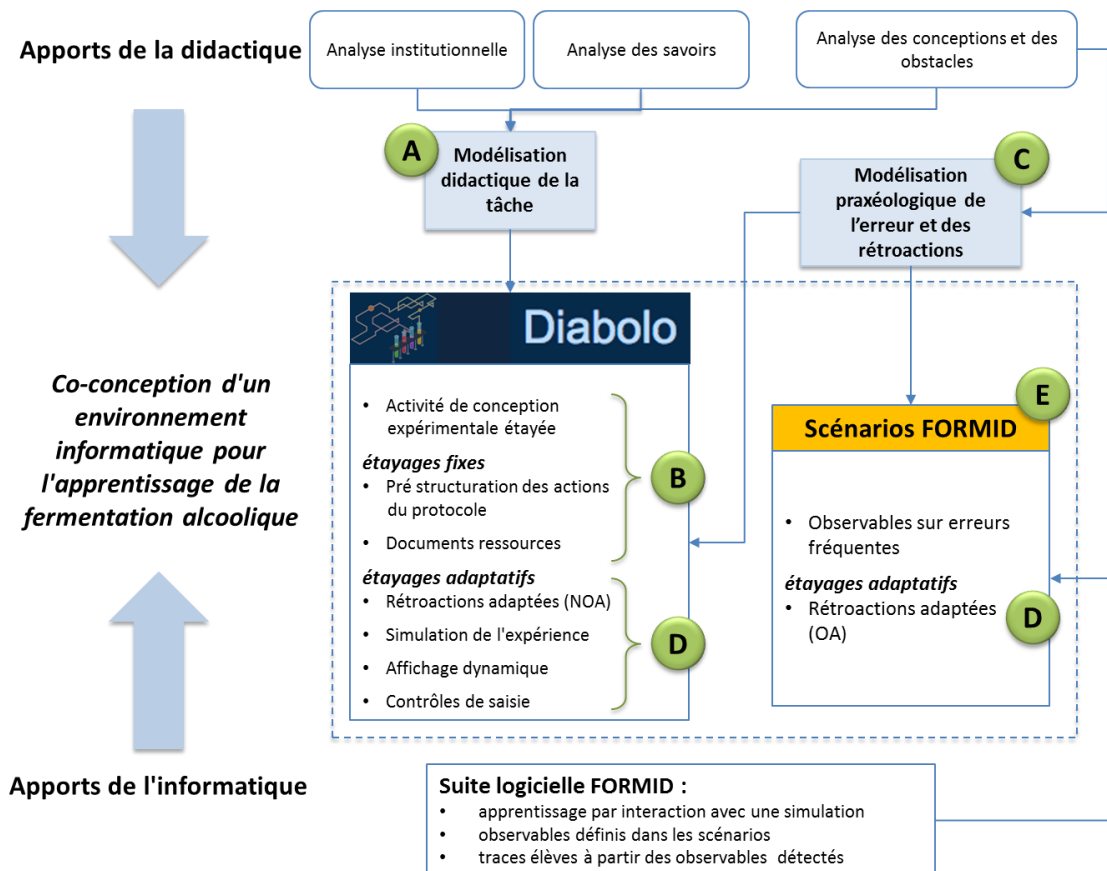 Apports de la didactique
Analyse institutionnelle
Analyse des savoirs
Analyse des conceptions et des
obstacles
A
Modélisation
didactique de la
tâche
C
Modélisation
praxéologique de
l'erreur et des
rétroactions
Co-conception d'un
environnement
informatique pour
l'apprentissage de la
fermentation alcoolique
Diabolo
• Activité de conception
expérimentale étayée
étayages fixes
• Pré structuration des actions
du protocole
• Documents ressources
B
étayages adaptatifs
• Rétroactions adaptées (NOA)
• Simulation de l'expérience
• Affichage dynamique
• Contrôles de saisie
D
E
Scénarios FORMID
• Observables sur erreurs
fréquentes
étayages adaptatifs
• Rétroactions adaptées
(OA)
D
Apports de l'informatique
Suite logicielle FORMID :
• apprentissage par interaction avec une simulation
• observables définis dans les scénarios
• traces élèves à partir des observables détectés